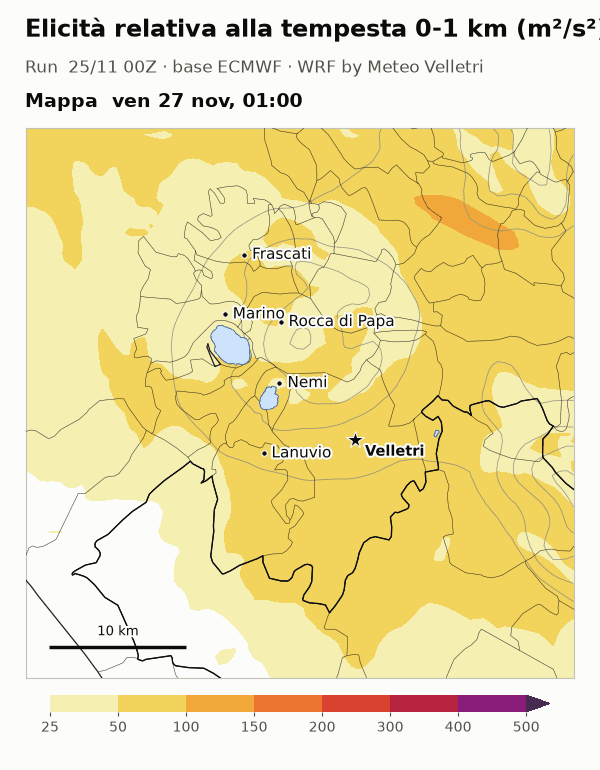 Elicità relativa alla tempesta 0-1 km (m²/s²)
Run 25/11 00Z · base ECMWF · WRF by Meteo Velletri
Mappa ven 27 nov, 01:00
Frascati
Marino
Rocca di Papa
Nemi
Velletri
Lanuvio
10 km
25 50 100 150 200 300 400 500